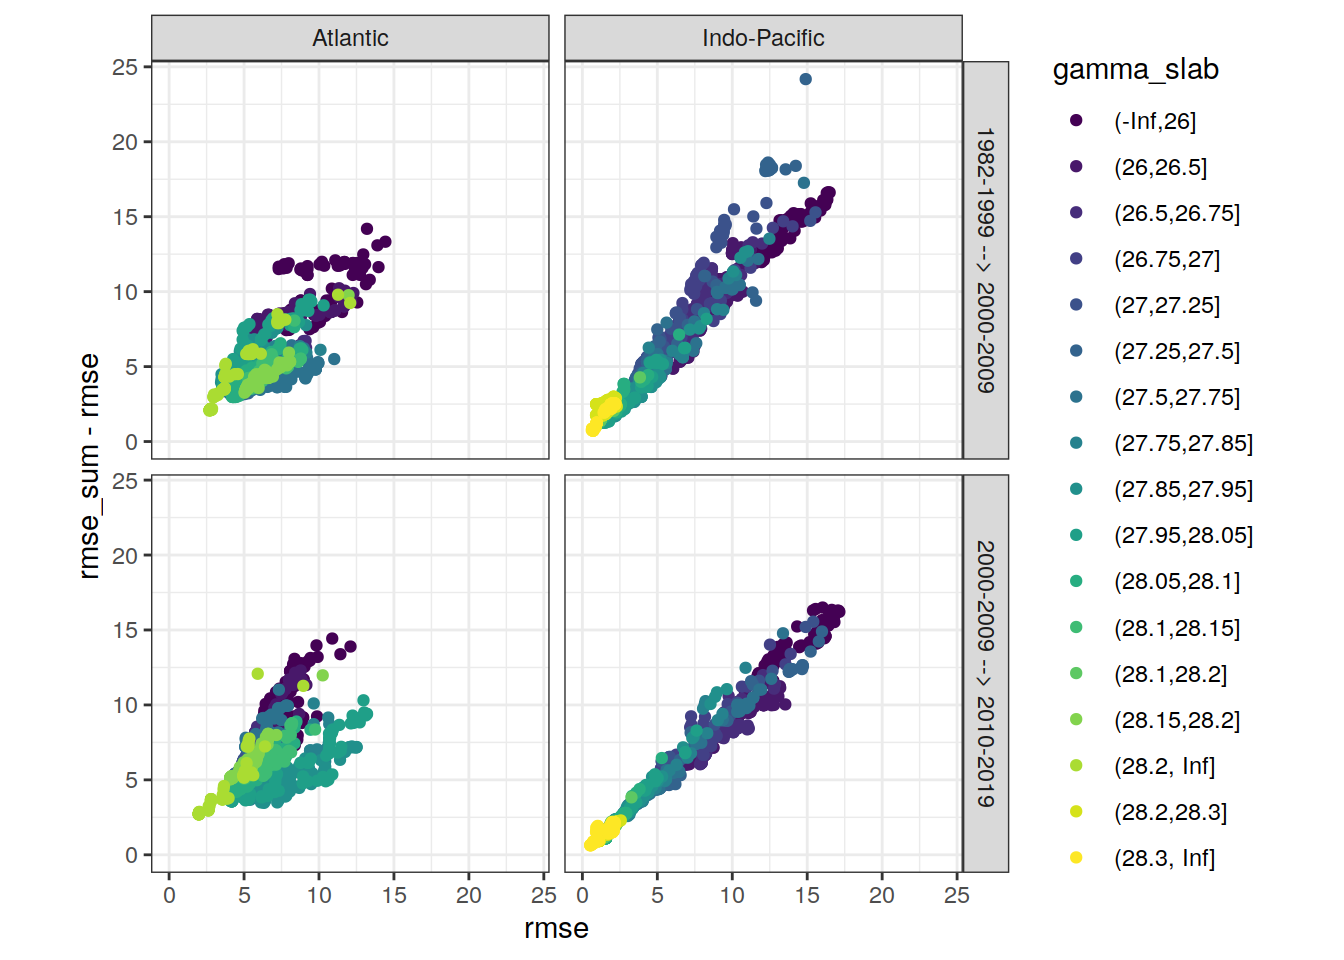 Atlantic
Indo-Pacific
25
20
15
10
5
0
1982-1999 --> 2000-2009
25
20
15
10
5
0
2000-2009 --> 2010-2019
0 5 10 15 20 25
0 5 10 15 20 25
rmse
rmse_sum - rmse
gamma_slab
(-Inf,26]
(26,26.5]
(26.5,26.75]
(26.75,27]
(27,27.25]
(27.25,27.5]
(27.5,27.75]
(27.75,27.85]
(27.85,27.95]
(27.95,28.05]
(28.05,28.1]
(28.1,28.15]
(28.1,28.2]
(28.15,28.2]
(28.2, Inf]
(28.2,28.3]
(28.3, Inf]